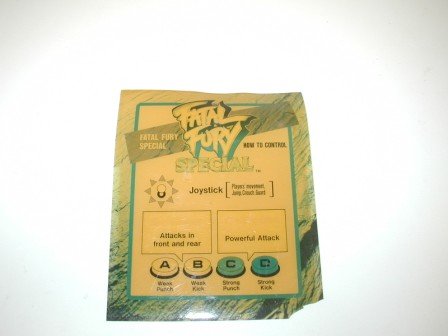 FATAL
FURY
SPECIAL™
FATAL FURY
SPECIAL
HOW TO CONTROL
Joystick
Players' movement,
Jump, Crouch, Guard
Attacks in
front and rear
Powerful Attack
A B C D
Weak
Punch
Weak
Kick
Strong
Punch
Strong
Kick